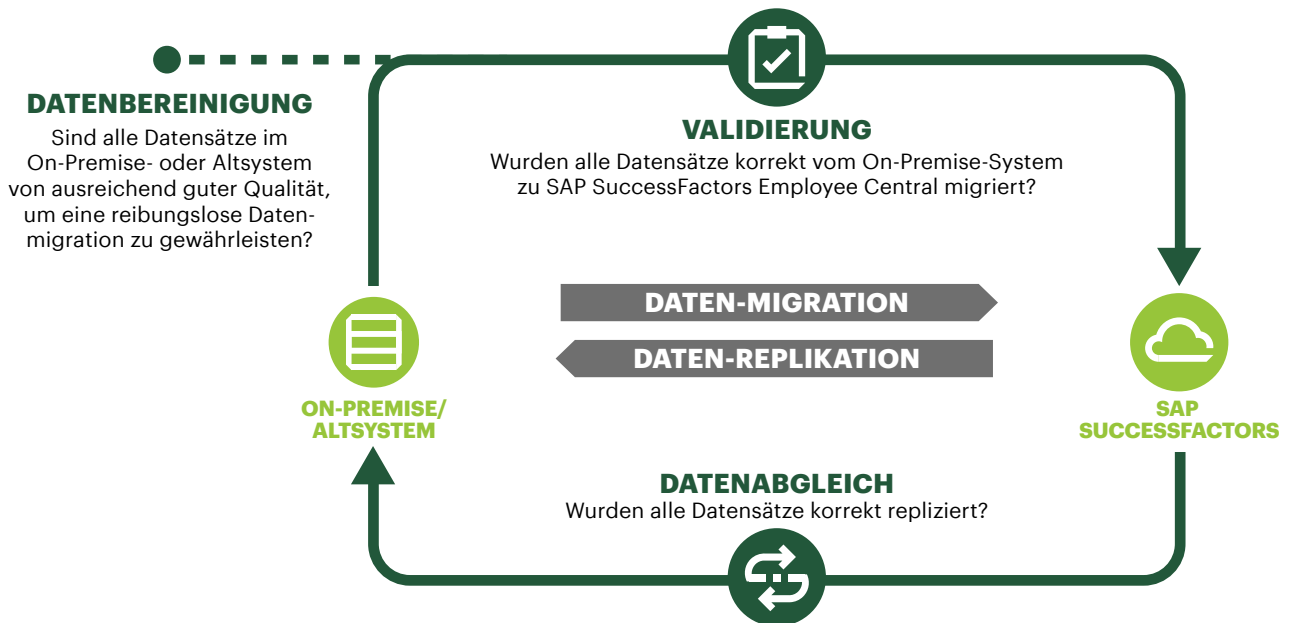 DATENBEREINIGUNG
Sind alle Datensätze im
On-Premise- oder Altsystem
von ausreichend guter Qualität,
um eine reibungslose Daten-
migration zu gewährleisten?
VALIDIERUNG
Wurden alle Datensätze korrekt vom On-Premise-System
zu SAP SuccessFactors Employee Central migriert?
DATEN-MIGRATION
DATEN-REPLIKATION
ON-PREMISE/
ALTSYSTEM
SAP
SUCCESSFACTORS
DATENABGLEICH
Wurden alle Datensätze korrekt repliziert?